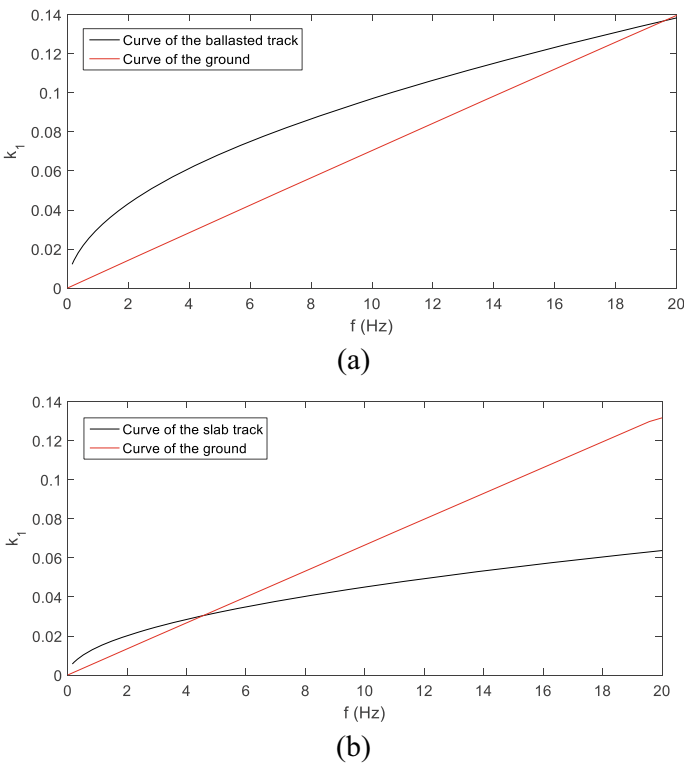 0.14
0.12
0.1
0.08
0.06
0.04
0.02
0
k1
Curve of the ballasted track
Curve of the ground
0 2 4 6 8 10 12 14 16 18 20
f (Hz)
(a)
0.14
0.12
0.1
0.08
0.06
0.04
0.02
0
k1
Curve of the slab track
Curve of the ground
0 2 4 6 8 10 12 14 16 18 20
f (Hz)
(b)